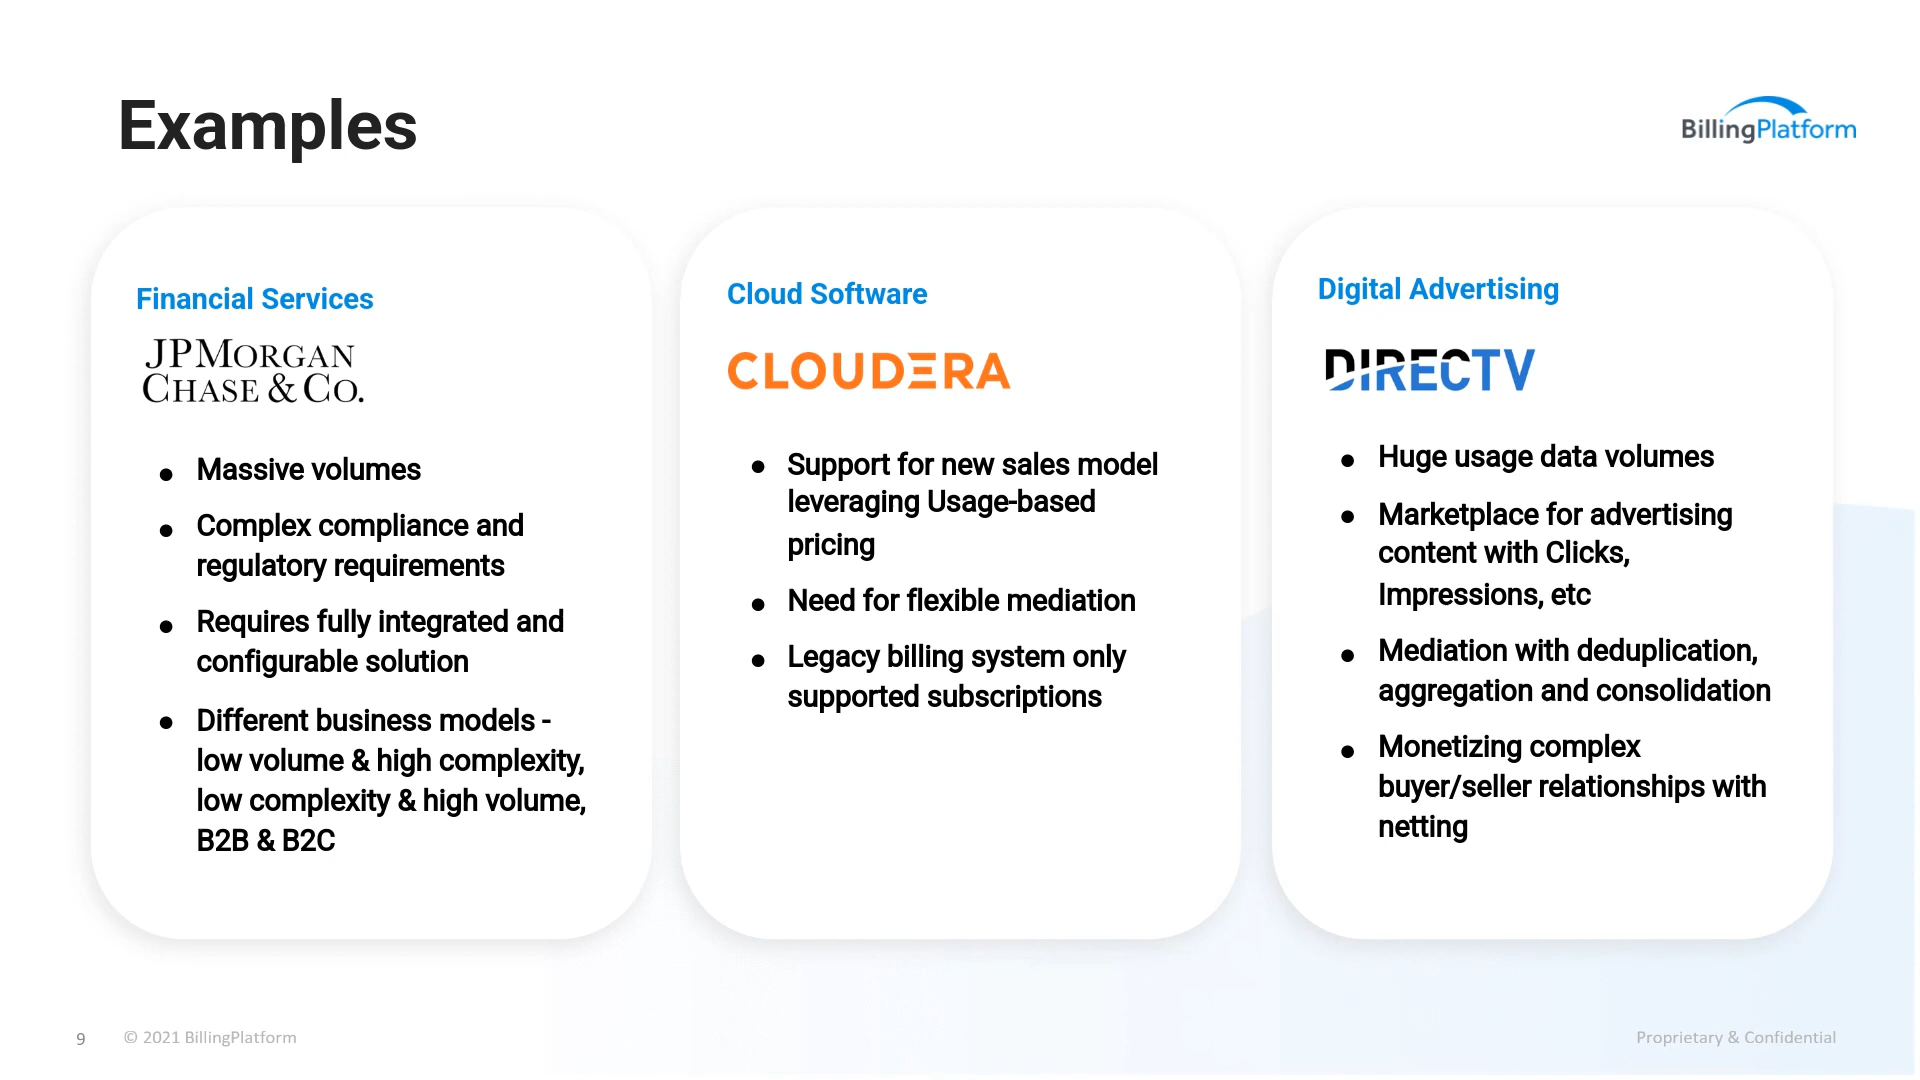 Examples
BillingPlatform
Financial Services
JPMORGAN
CHASE & CO.
● Massive volumes
● Complex compliance and
regulatory requirements
● Requires fully integrated and
configurable solution
● Different business models -
low volume & high complexity,
low complexity & high volume,
B2B & B2C
Cloud Software
CLOUDERA
● Support for new sales model
leveraging Usage-based
pricing
● Need for flexible mediation
● Legacy billing system only
supported subscriptions
Digital Advertising
DIRECTV
● Huge usage data volumes
● Marketplace for advertising
content with Clicks,
Impressions, etc
● Mediation with deduplication,
aggregation and consolidation
● Monetizing complex
buyer/seller relationships with
netting
9 © 2021 BillingPlatform
Proprietary & Confidential